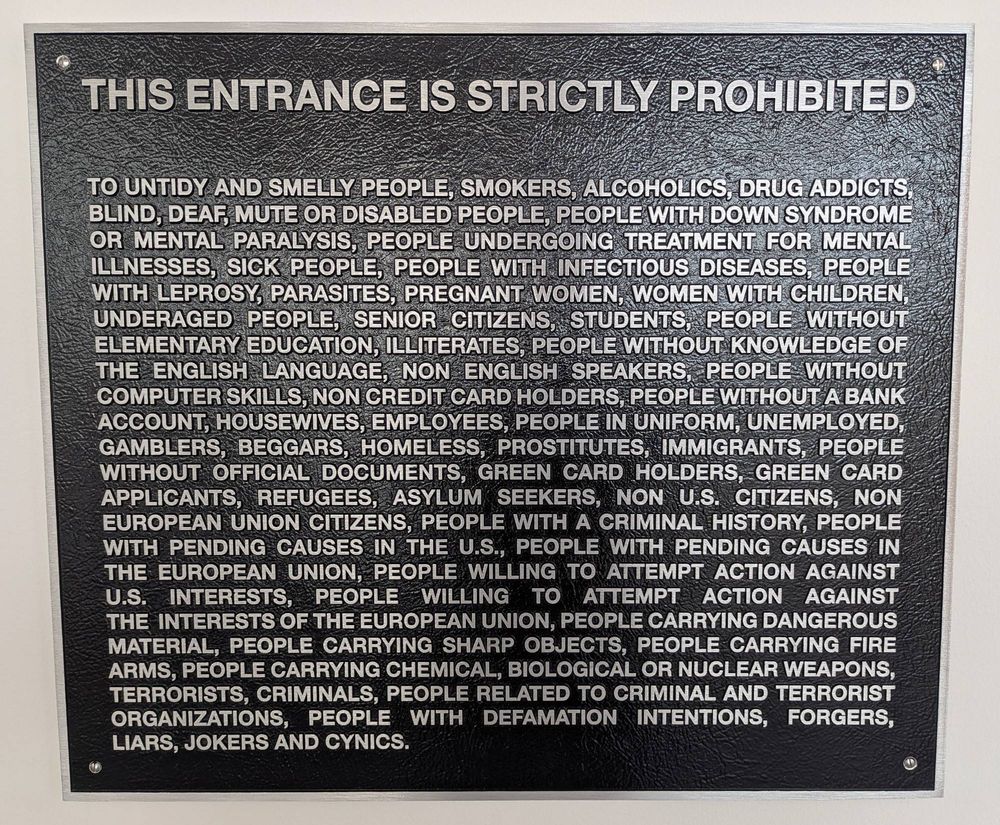 THIS ENTRANCE IS STRICTLY PROHIBITED
TO UNTIDY AND SMELLY PEOPLE, SMOKERS, ALCOHOLICS, DRUG ADDICTS,
BLIND, DEAF, MUTE OR DISABLED PEOPLE, PEOPLE WITH DOWN SYNDROME
OR MENTAL PARALYSIS, PEOPLE UNDERGOING TREATMENT FOR MENTAL
ILLNESSES, SICK PEOPLE, PEOPLE WITH INFECTIOUS DISEASES, PEOPLE
WITH LEPROSY, PARASITES, PREGNANT WOMEN, WOMEN WITH CHILDREN,
UNDERAGED PEOPLE, SENIOR CITIZENS, STUDENTS, PEOPLE WITHOUT
ELEMENTARY EDUCATION, ILLITERATES, PEOPLE WITHOUT KNOWLEDGE OF
THE ENGLISH LANGUAGE, NON ENGLISH SPEAKERS, PEOPLE WITHOUT
COMPUTER SKILLS, NON CREDIT CARD HOLDERS, PEOPLE WITHOUT A BANK
ACCOUNT, HOUSEWIVES, EMPLOYEES, PEOPLE IN UNIFORM, UNEMPLOYED,
GAMBLERS, BEGGARS, HOMELESS, PROSTITUTES, IMMIGRANTS, PEOPLE
WITHOUT OFFICIAL DOCUMENTS, GREEN CARD HOLDERS, GREEN CARD
APPLICANTS, REFUGEES, ASYLUM SEEKERS, NON U.S. CITIZENS, NON
EUROPEAN UNION CITIZENS, PEOPLE WITH A CRIMINAL HISTORY, PEOPLE
WITH PENDING CAUSES IN THE U.S., PEOPLE WITH PENDING CAUSES IN
THE EUROPEAN UNION, PEOPLE WILLING TO ATTEMPT ACTION AGAINST
U.S. INTERESTS, PEOPLE WILLING TO ATTEMPT ACTION AGAINST
THE INTERESTS OF THE EUROPEAN UNION, PEOPLE CARRYING DANGEROUS
MATERIAL, PEOPLE CARRYING SHARP OBJECTS, PEOPLE CARRYING FIRE
ARMS, PEOPLE CARRYING CHEMICAL, BIOLOGICAL OR NUCLEAR WEAPONS,
TERRORISTS, CRIMINALS, PEOPLE RELATED TO CRIMINAL AND TERRORIST
ORGANIZATIONS, PEOPLE WITH DEFAMATION INTENTIONS, FORGERS,
LIARS, JOKERS AND CYNICS.